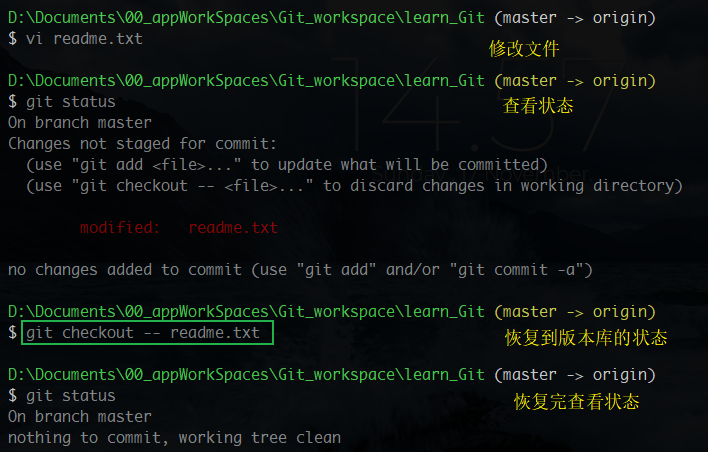 D:\Documents\00_appWorkSpaces\Git_workspace\learn_Git (master -> origin)
$ vi readme.txt
修改文件
D:\Documents\00_appWorkSpaces\Git_workspace\learn_Git (master -> origin)
$ git status
查看状态
On branch master
Changes not staged for commit:
(use "git add <file>..." to update what will be committed)
(use "git checkout -- <file>..." to discard changes in working directory)
modified: readme.txt
no changes added to commit (use "git add" and/or "git commit -a")
D:\Documents\00_appWorkSpaces\Git_workspace\learn_Git (master -> origin)
$ git checkout -- readme.txt
恢复到版本库的状态
D:\Documents\00_appWorkSpaces\Git_workspace\learn_Git (master -> origin)
$ git status
恢复完查看状态
On branch master
nothing to commit, working tree clean
14:57